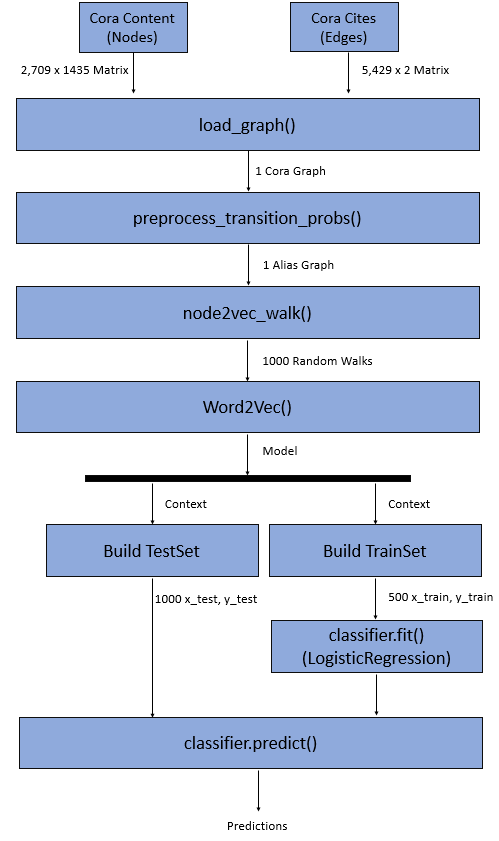 Cora Content
(Nodes)
Cora Cites
(Edges)
2,709 x 1435 Matrix
5,429 x 2 Matrix
load_graph()
1 Cora Graph
preprocess_transition_probs()
1 Alias Graph
node2vec_walk()
1000 Random Walks
Word2Vec()
Model
Context
Context
Build TestSet
Build TrainSet
1000 x_test, y_test
500 x_train, y_train
classifier.fit()
(LogisticRegression)
classifier.predict()
Predictions